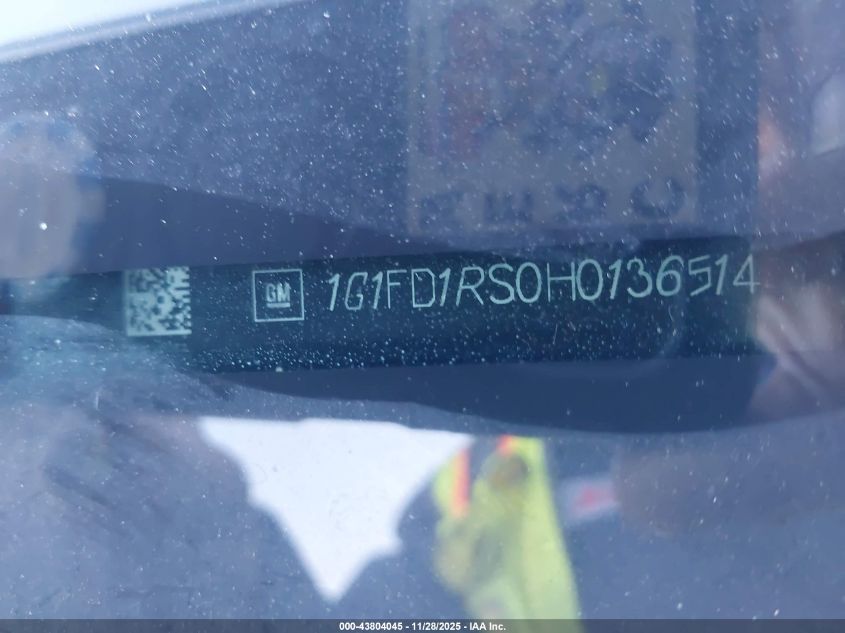 GM 1G1FD1RS0H0136514
000-43804045 - 11/28/2025 - IAA Inc.